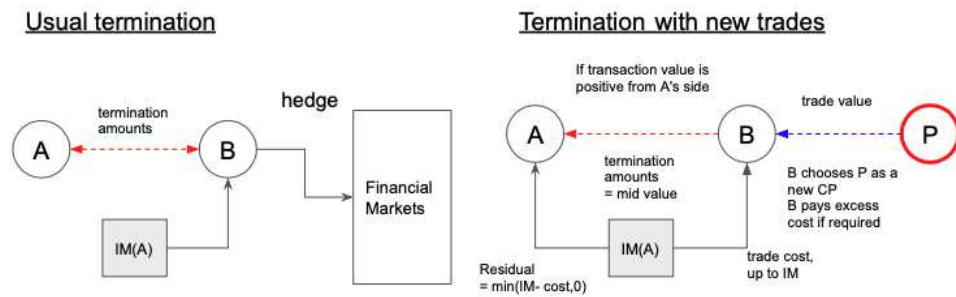 Usual termination
Termination with new trades
If transaction value is
positive from A's side
hedge
trade value
termination
amounts
A
B
A
B
P
Financial
Markets
termination
amounts
= mid value
B chooses P as a
new CP
B pays excess
cost if required
IM(A)
IM(A)
Residual
= min(IM- cost,0)
trade cost,
up to IM